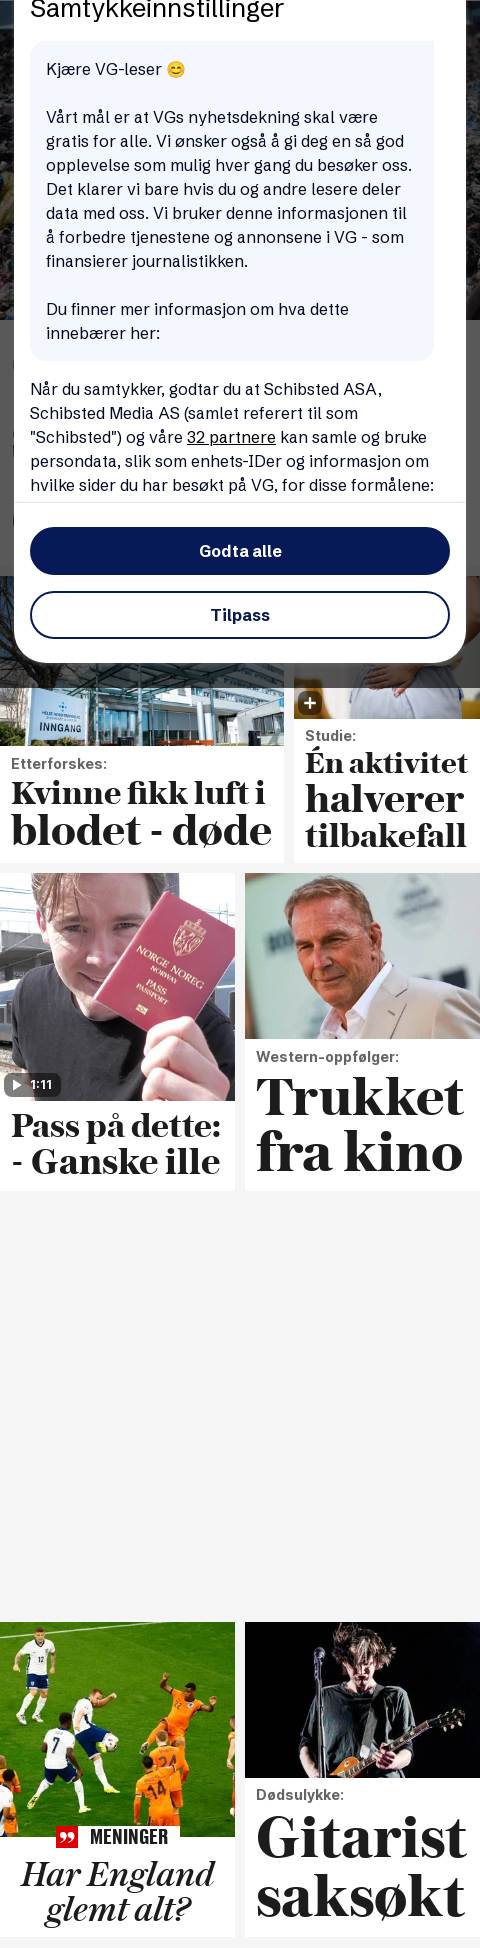 Samtykkeinnstillinger
Kjære VG-leser 😊
Vårt mål er at VGs nyhetsdekning skal være
gratis for alle. Vi ønsker også å gi deg en så god
opplevelse som mulig hver gang du besøker oss.
Det klarer vi bare hvis du og andre lesere deler
data med oss. Vi bruker denne informasjonen til
å forbedre tjenestene og annonsene i VG - som
finansierer journalistikken.
Du finner mer informasjon om hva dette
innebærer her:
Når du samtykker, godtar du at Schibsted ASA,
Schibsted Media AS (samlet referert til som
"Schibsted") og våre 32 partnere kan samle og bruke
persondata, slik som enhets-IDer og informasjon om
hvilke sider du har besøkt på VG, for disse formålene:
Godta alle
Tilpass
INNGANG
Etterforskes:
Kvinne fikk luft i
blodet - døde
Studie:
Én aktivitet
halverer
tilbakefall
NORGE NOREG
NORWAY
PASS
PASSPORT
1:11
Pass på dette:
- Ganske ille
Western-oppfølger:
Trukket
fra kino
12
7
24
14
MENINGER
Har England
glemt alt?
Dødsulykke:
Gitarist
saksøkt